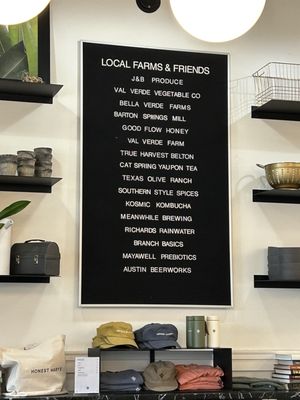 LOCAL FARMS & FRIENDS
J&B PRODUCE
VAL VERDE VEGETABLE CO
BELLA VERDE FARMS
BARTON SPRINGS MILL
GOOD FLOW HONEY
VAL VERDE FARM
TRUE HARVEST BELTON
CAT SPRING YAUPON TEA
TEXAS OLIVE RANCH
SOUTHERN STYLE SPICES
KOSMIC KOMBUCHA
MEANWHILE BREWING
RICHARDS RAINWATER
BRANCH BASICS
MAYAWELL PREBIOTICS
AUSTIN BEERWORKS
HONEST MARY'S